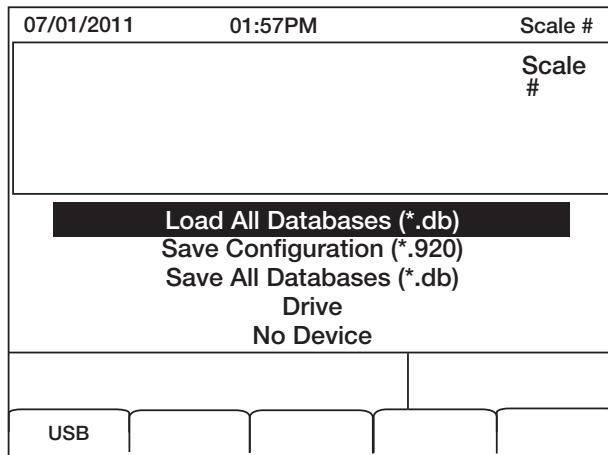 07/01/2011 01:57PM Scale #
Scale
#
Load All Databases (*.db)
Save Configuration (*.920)
Save All Databases (*.db)
Drive
No Device
USB